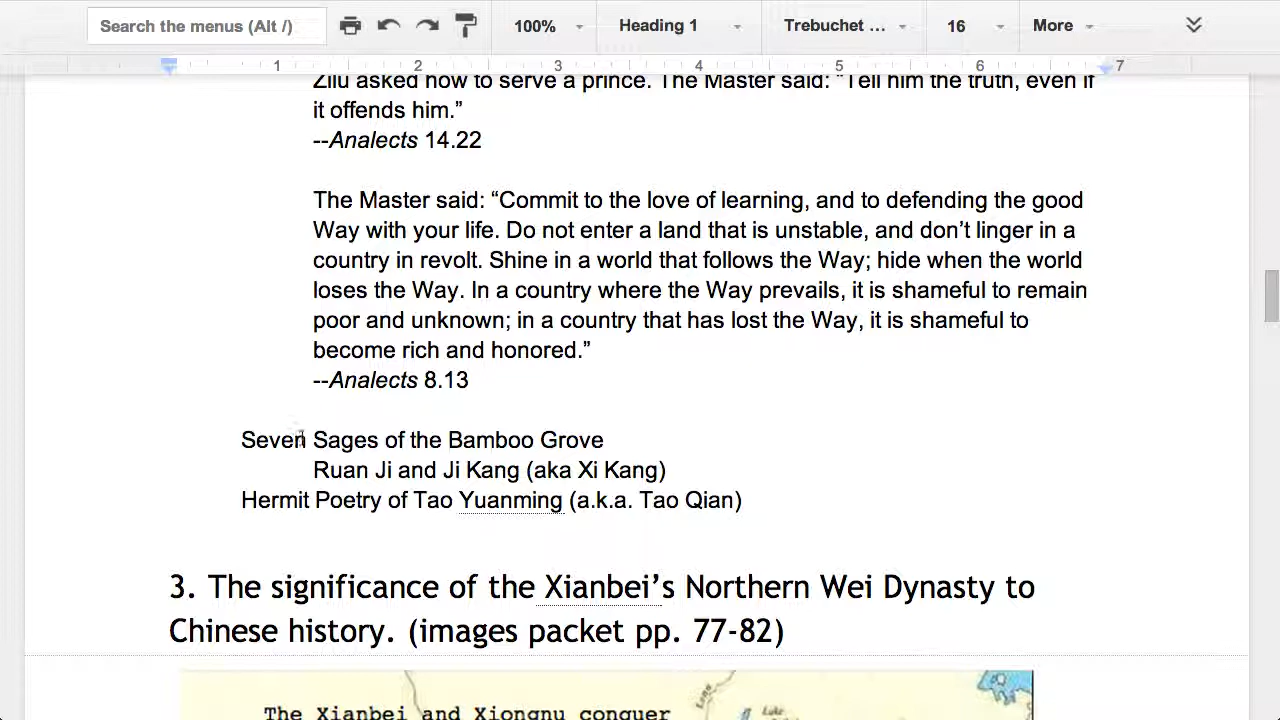 Search the menus (Alt /)
100%
Heading 1
Trebuchet ...
16
More
1 2 3 4 5 6 7
Zilu asked how to serve a prince. The Master said: “Tell him the truth, even if
it offends him.”
--Analects 14.22
The Master said: “Commit to the love of learning, and to defending the good
Way with your life. Do not enter a land that is unstable, and don’t linger in a
country in revolt. Shine in a world that follows the Way; hide when the world
loses the Way. In a country where the Way prevails, it is shameful to remain
poor and unknown; in a country that has lost the Way, it is shameful to
become rich and honored.”
--Analects 8.13
Seven Sages of the Bamboo Grove
Ruan Ji and Ji Kang (aka Xi Kang)
Hermit Poetry of Tao Yuanming (a.k.a. Tao Qian)
3. The significance of the Xianbei’s Northern Wei Dynasty to
Chinese history. (images packet pp. 77-82)
The Xianbei and Xiongnu conquer
Lena
Lake